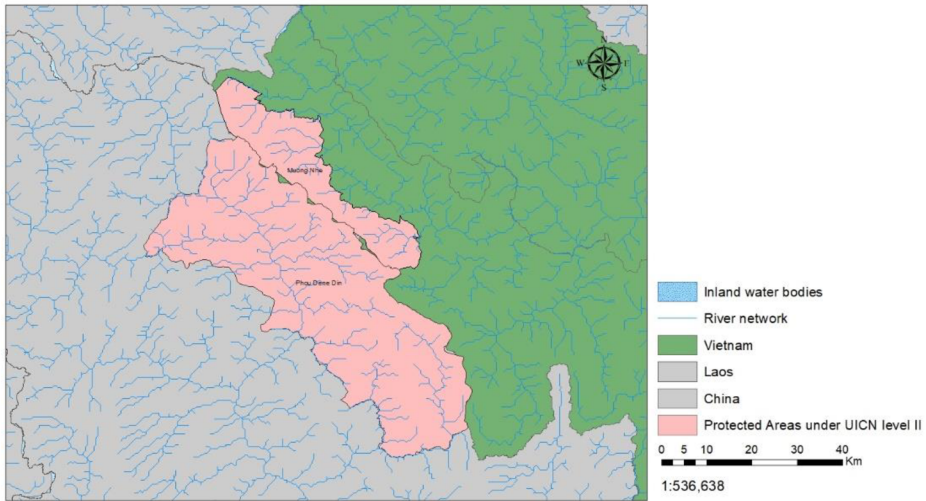 N
W E
S
Muong Nhe
Phou Diene Din
Inland water bodies
River network
Vietnam
Laos
China
Protected Areas under UICN level II
0 5 10 20 30 40
Km
1:536,638